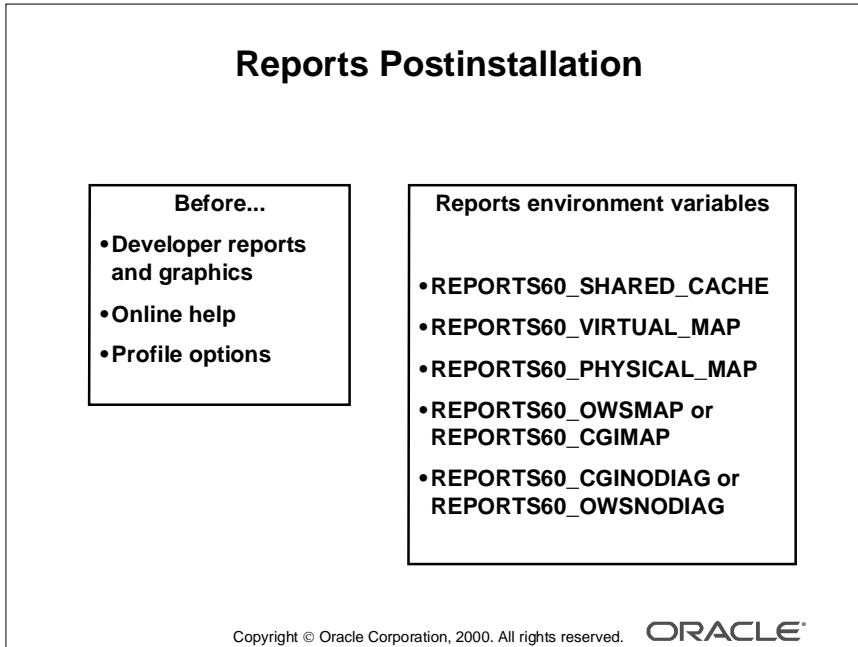 Reports Postinstallation
Before...
•Developer reports
and graphics
•Online help
•Profile options
Reports environment variables
•REPORTS60_SHARED_CACHE
•REPORTS60_VIRTUAL_MAP
•REPORTS60_PHYSICAL_MAP
•REPORTS60_OWSMAP or
REPORTS60_CGIMAP
•REPORTS60_CGINODIAG or
REPORTS60_OWSNODIAG
Copyright © Oracle Corporation, 2000. All rights reserved. ORACLE®